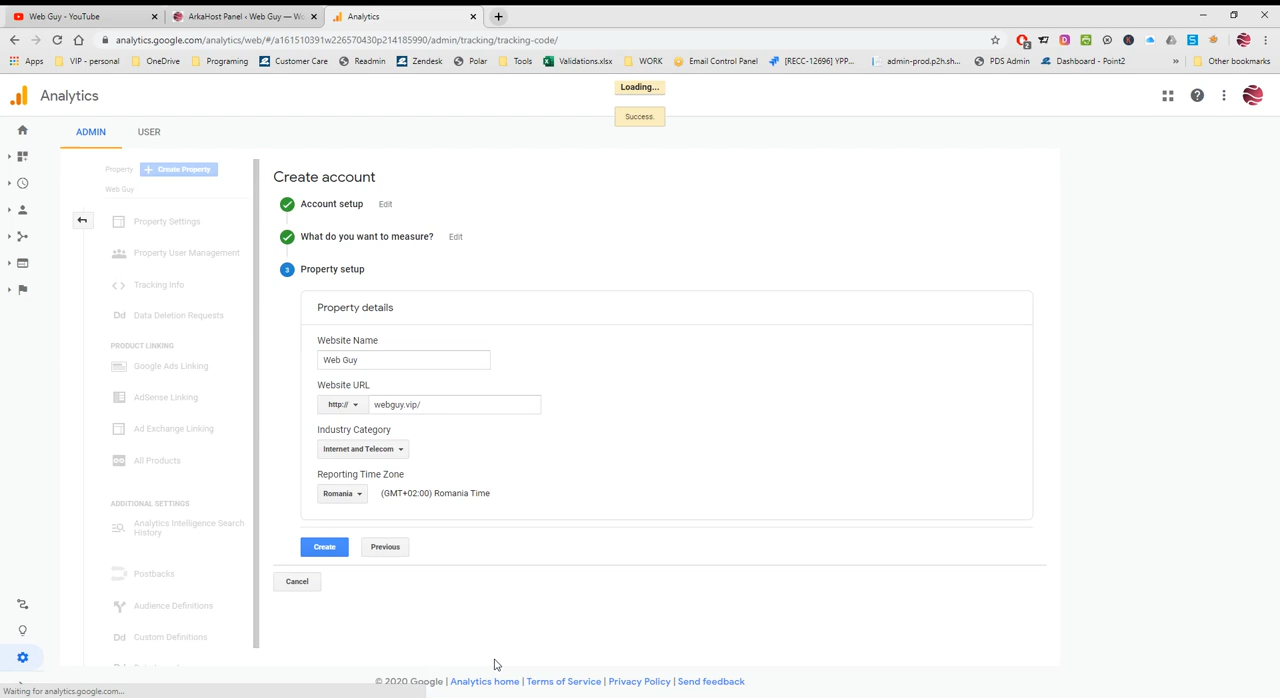 Web Guy - YouTube
ArkaHost Panel ‹ Web Guy — Wo
Analytics
analytics.google.com/analytics/web/#/a161510391w226570430p214185990/admin/tracking/tracking-code/
Apps
VIP - personal
OneDrive
Programing
Customer Care
Readmin
Zendesk
Polar
Tools
Validations.xlsx
WORK
Email Control Panel
[RECC-12696] YPP...
admin-prod.p2h.sh...
PDS Admin
Dashboard - Point2
»
Other bookmarks
Analytics
Loading...
Success.
ADMIN
USER
Property
+ Create Property
Web Guy
Property Settings
Property User Management
Tracking Info
Dd Data Deletion Requests
PRODUCT LINKING
Google Ads Linking
AdSense Linking
Ad Exchange Linking
All Products
ADDITIONAL SETTINGS
Analytics Intelligence Search
History
Postbacks
Audience Definitions
Dd Custom Definitions
Create account
Account setup Edit
What do you want to measure? Edit
3 Property setup
Property details
Website Name
Web Guy
Website URL
http:// webguy.vip/
Industry Category
Internet and Telecom
Reporting Time Zone
Romania (GMT+02:00) Romania Time
Create
Previous
Cancel
© 2020 Google | Analytics home | Terms of Service | Privacy Policy | Send feedback
Waiting for analytics.google.com...